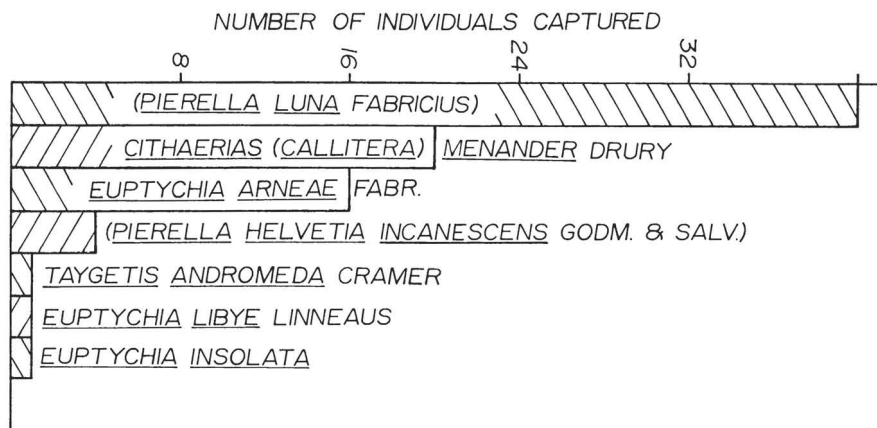 NUMBER OF INDIVIDUALS CAPTURED
8 16 24 32
(PIERELLA LUNA FABRICIUS)
CITHAERIAS (CALLITERA) MENANDER DRURY
EUPTYCHIA ARNEAE FABR.
(PIERELLA HELVETIA INCANESCENS GODM. & SALV.)
TAYGETIS ANDROMEDA CRAMER
EUPTYCHIA LIBYE LINNEAUS
EUPTYCHIA INSOLATA